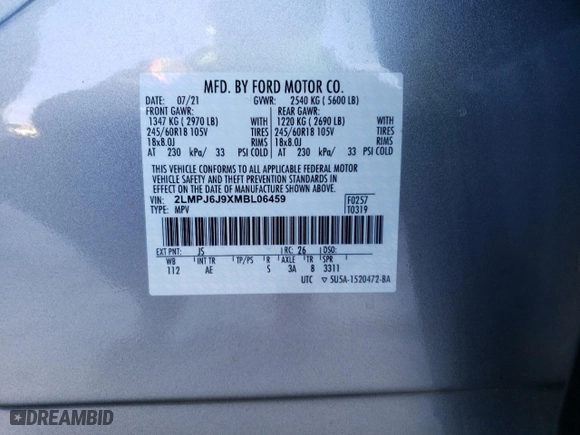 MFD. BY FORD MOTOR CO.
DATE: 07/21 GVWR: 2540 KG ( 5600 LB)
FRONT GAWR: REAR GAWR:
1347 KG ( 2970 LB) WITH 1220 KG ( 2690 LB) WITH
245/60R18 105V TIRES 245/60R18 105V TIRES
18x8.0J RIMS 18x8.0J RIMS
AT 230 kPa/ 33 PSI COLD AT 230 kPa/ 33 PSI COLD
THIS VEHICLE CONFORMS TO ALL APPLICABLE FEDERAL MOTOR
VEHICLE SAFETY AND THEFT PREVENTION STANDARDS IN
EFFECT ON THE DATE OF MANUFACTURE SHOWN ABOVE.
VIN: 2LMPJ6J9XMBL06459 F0257
TYPE: MPV T0319
EXT PNT: JS RC: 26 DSO:
WB INT TR TP/PS R AXLE TR SPR
112 AE S 3A 8 3311
UTC ▽ SU5A-1520472-BA
DREAMBID